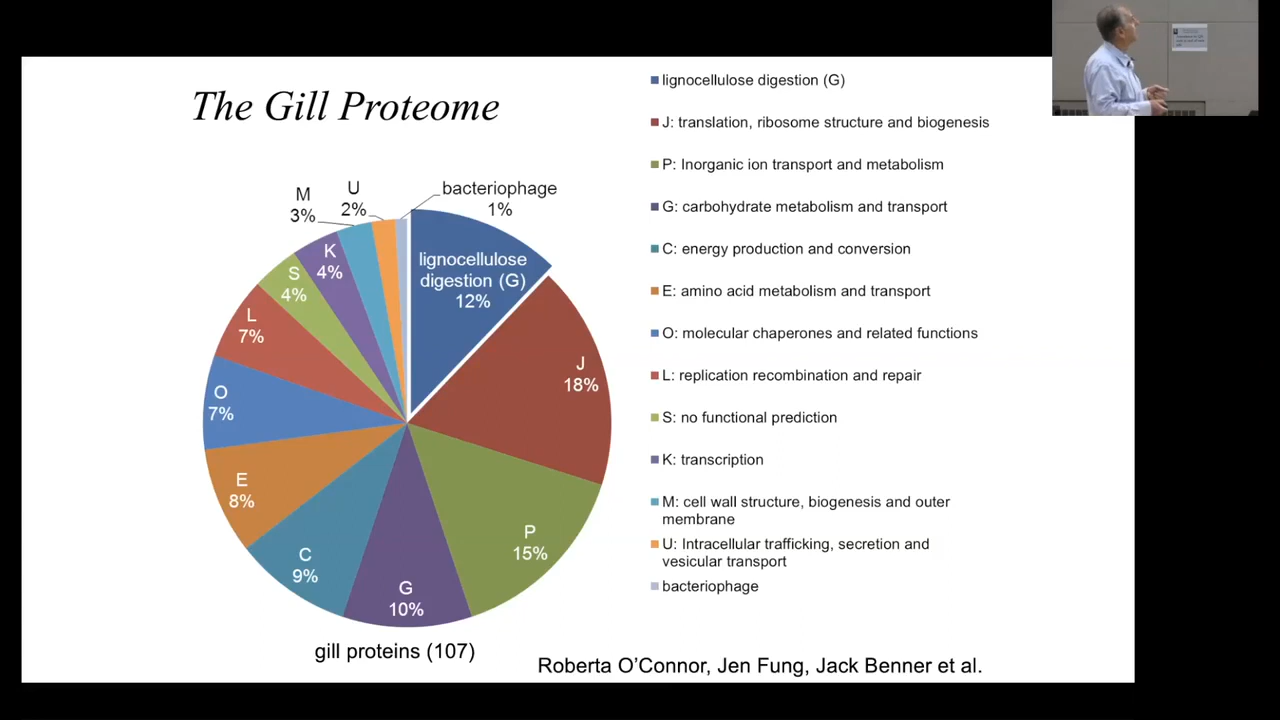 The Gill Proteome
M
3%
U
2%
bacteriophage
1%
lignocellulose
digestion (G)
12%
J
18%
P
15%
G
10%
C
9%
E
8%
O
7%
L
7%
S
4%
K
4%
gill proteins (107)
lignocellulose digestion (G)
J: translation, ribosome structure and biogenesis
P: Inorganic ion transport and metabolism
G: carbohydrate metabolism and transport
C: energy production and conversion
E: amino acid metabolism and transport
O: molecular chaperones and related functions
L: replication recombination and repair
S: no functional prediction
K: transcription
M: cell wall structure, biogenesis and outer
membrane
U: Intracellular trafficking, secretion and
vesicular transport
bacteriophage
Roberta O’Connor, Jen Fung, Jack Benner et al.